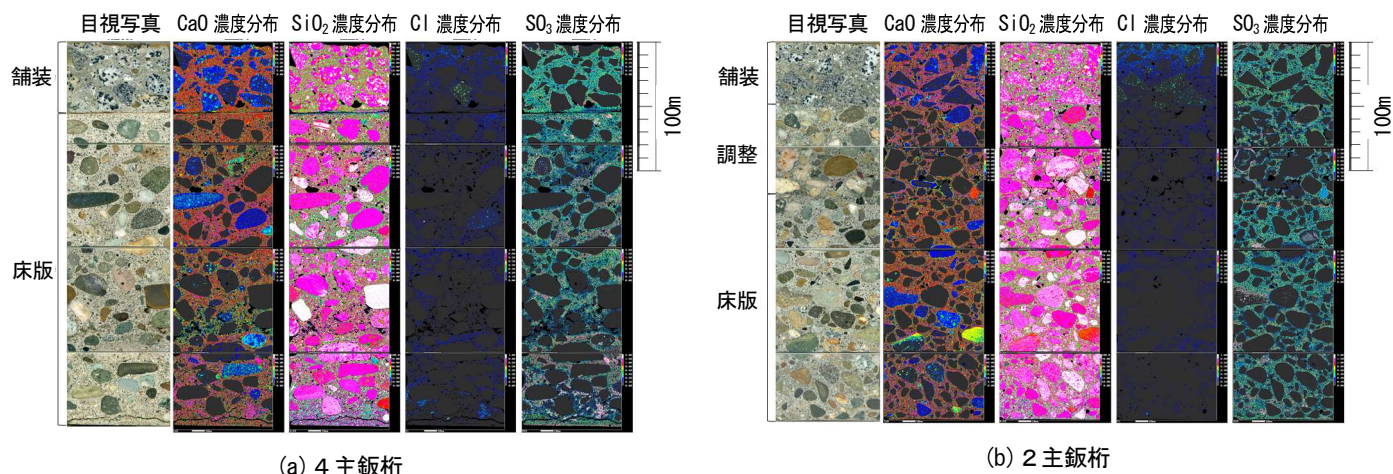 目視写真 CaO 濃度分布 SiO₂ 濃度分布 Cl 濃度分布 SO₃ 濃度分布
舗装
床版
100m
(a) 4 主鈑桁
目視写真 CaO 濃度分布 SiO₂ 濃度分布 Cl 濃度分布 SO₃ 濃度分布
舗装
調整
床版
100m
(b) 2 主鈑桁